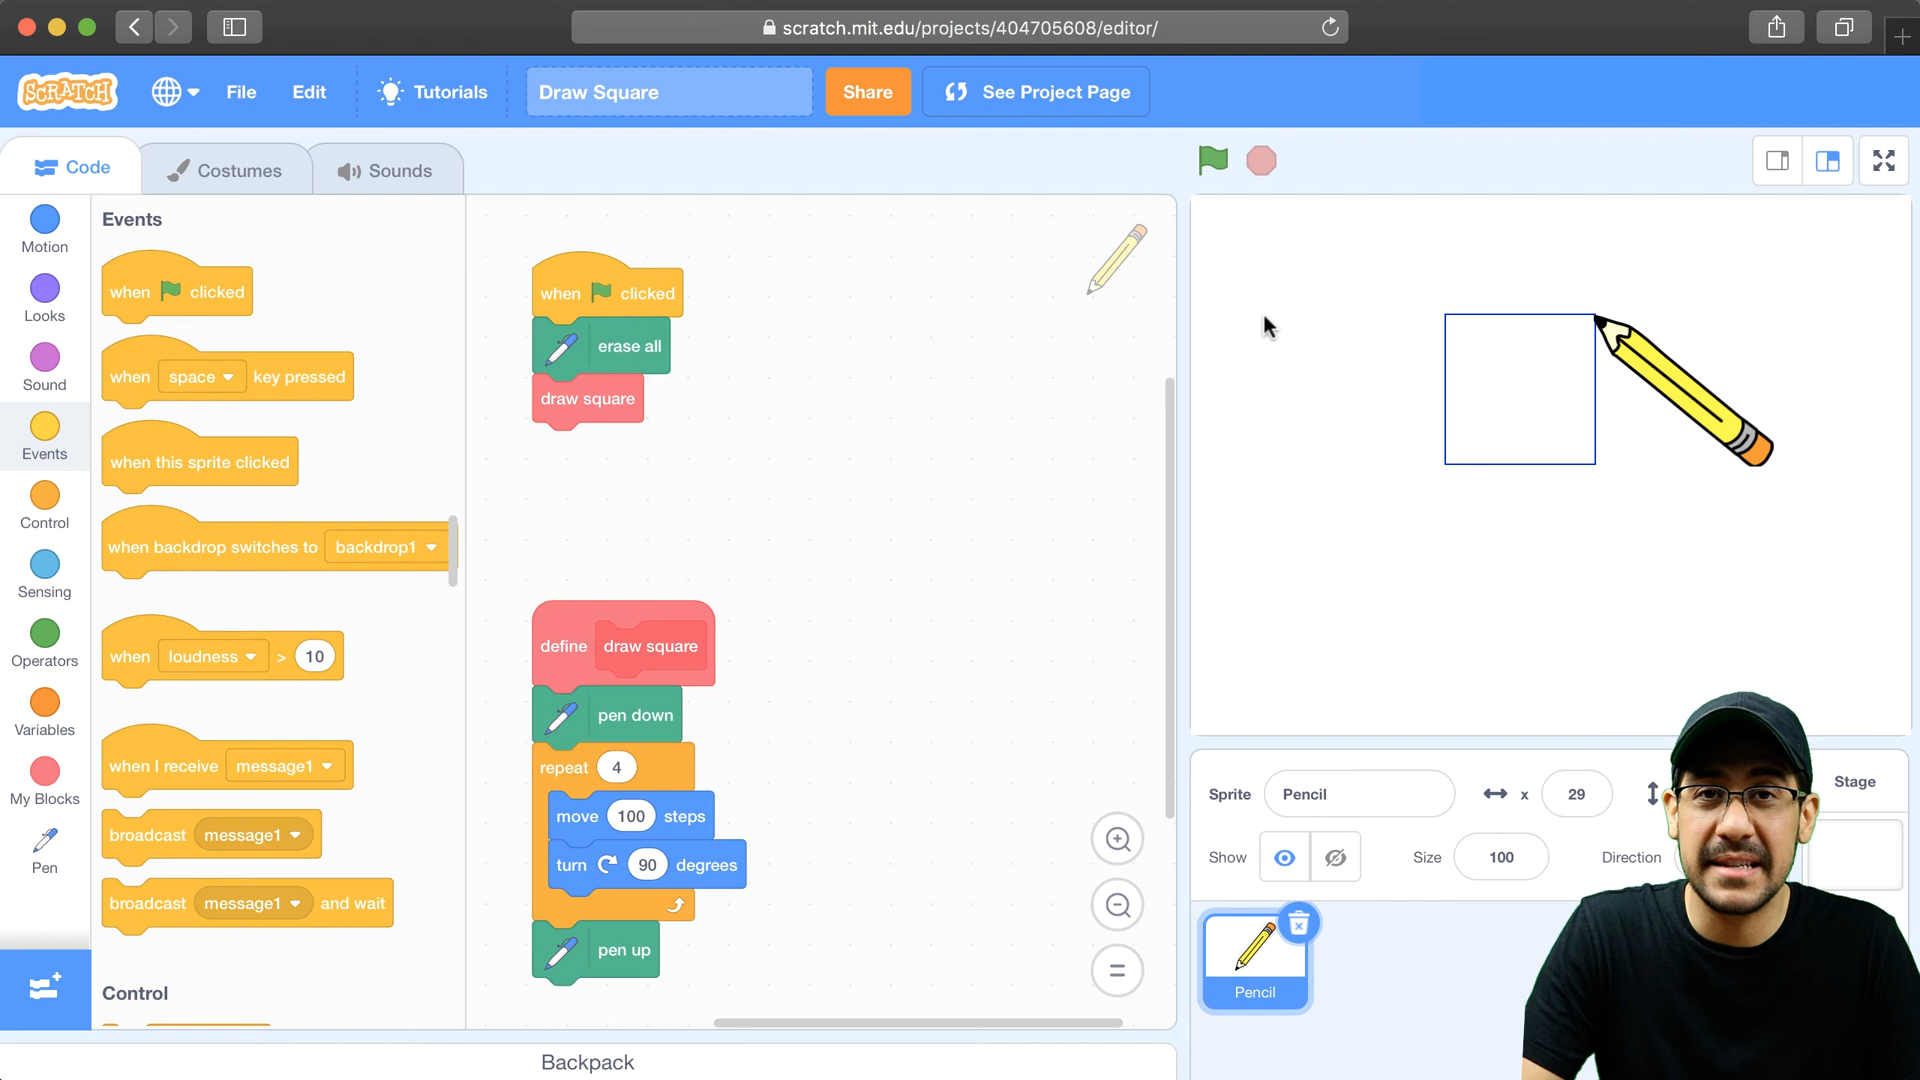 scratch.mit.edu/projects/404705608/editor/
SCRATCH
File
Edit
Tutorials
Draw Square
Share
See Project Page
Code
Costumes
Sounds
Motion
Looks
Sound
Events
Control
Sensing
Operators
Variables
My Blocks
Pen
Events
when clicked
when space key pressed
when this sprite clicked
when backdrop switches to backdrop1
when loudness > 10
when I receive message1
broadcast message1
broadcast message1 and wait
Control
when clicked
erase all
draw square
define draw square
pen down
repeat 4
move 100 steps
turn 90 degrees
pen up
Backpack
Sprite Pencil x 29
Show Size 100 Direction
Pencil
Stage